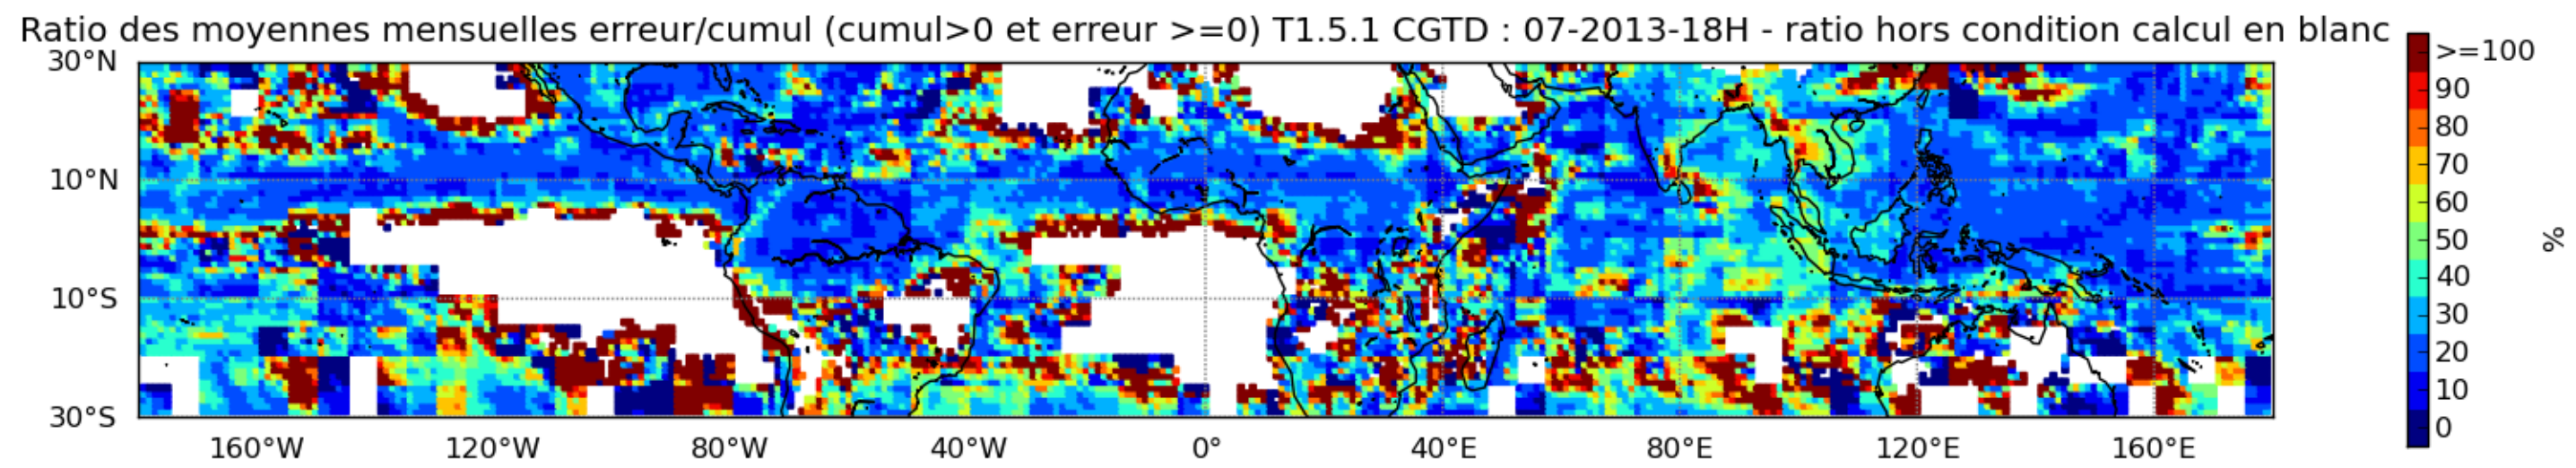 Ratio des moyennes mensuelles erreur/cumul (cumul>0 et erreur >=0) T1.5.1 CGTD : 07-2013-18H - ratio hors condition calcul en blanc
30°N
10°N
10°S
30°S
160°W 120°W 80°W 40°W 0° 40°E 80°E 120°E 160°E
>=100
90
80
70
60
50
40
30
20
10
0
%